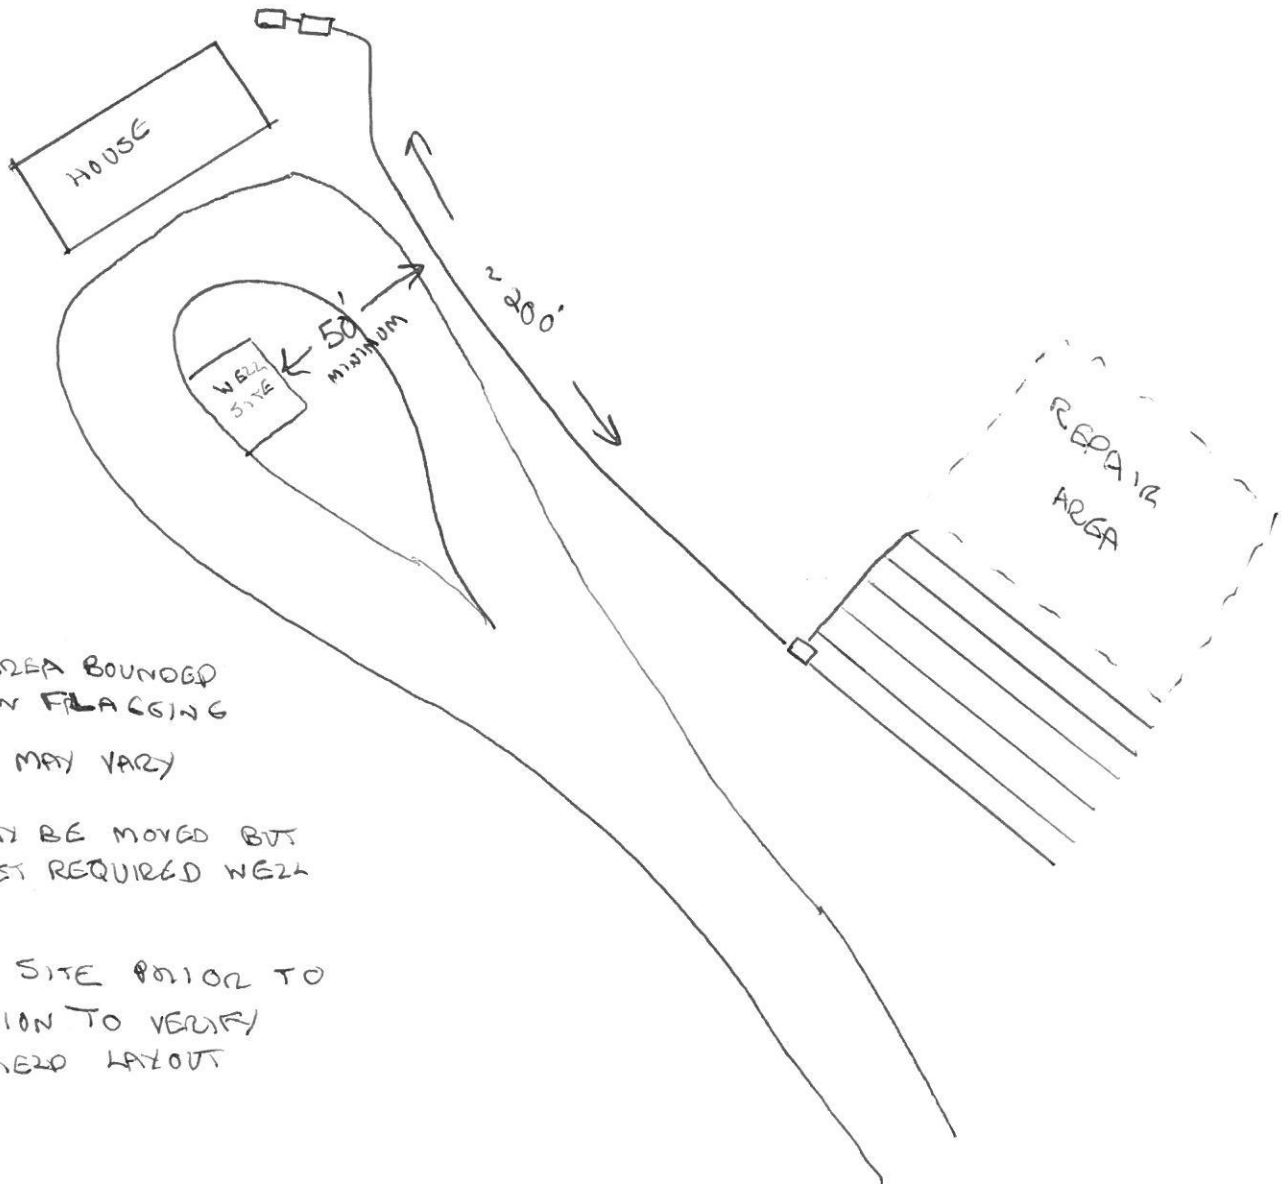 HOUSE
50'
MINIMUM
WELL
SITE
~200'
REPAIR
AREA
AREA BOUNDED
FLAGGING
MAY VARY
BE MOVED BUT
REQUIRED WELL
SITE PRIOR TO
TO VERIFY
LAYOUT